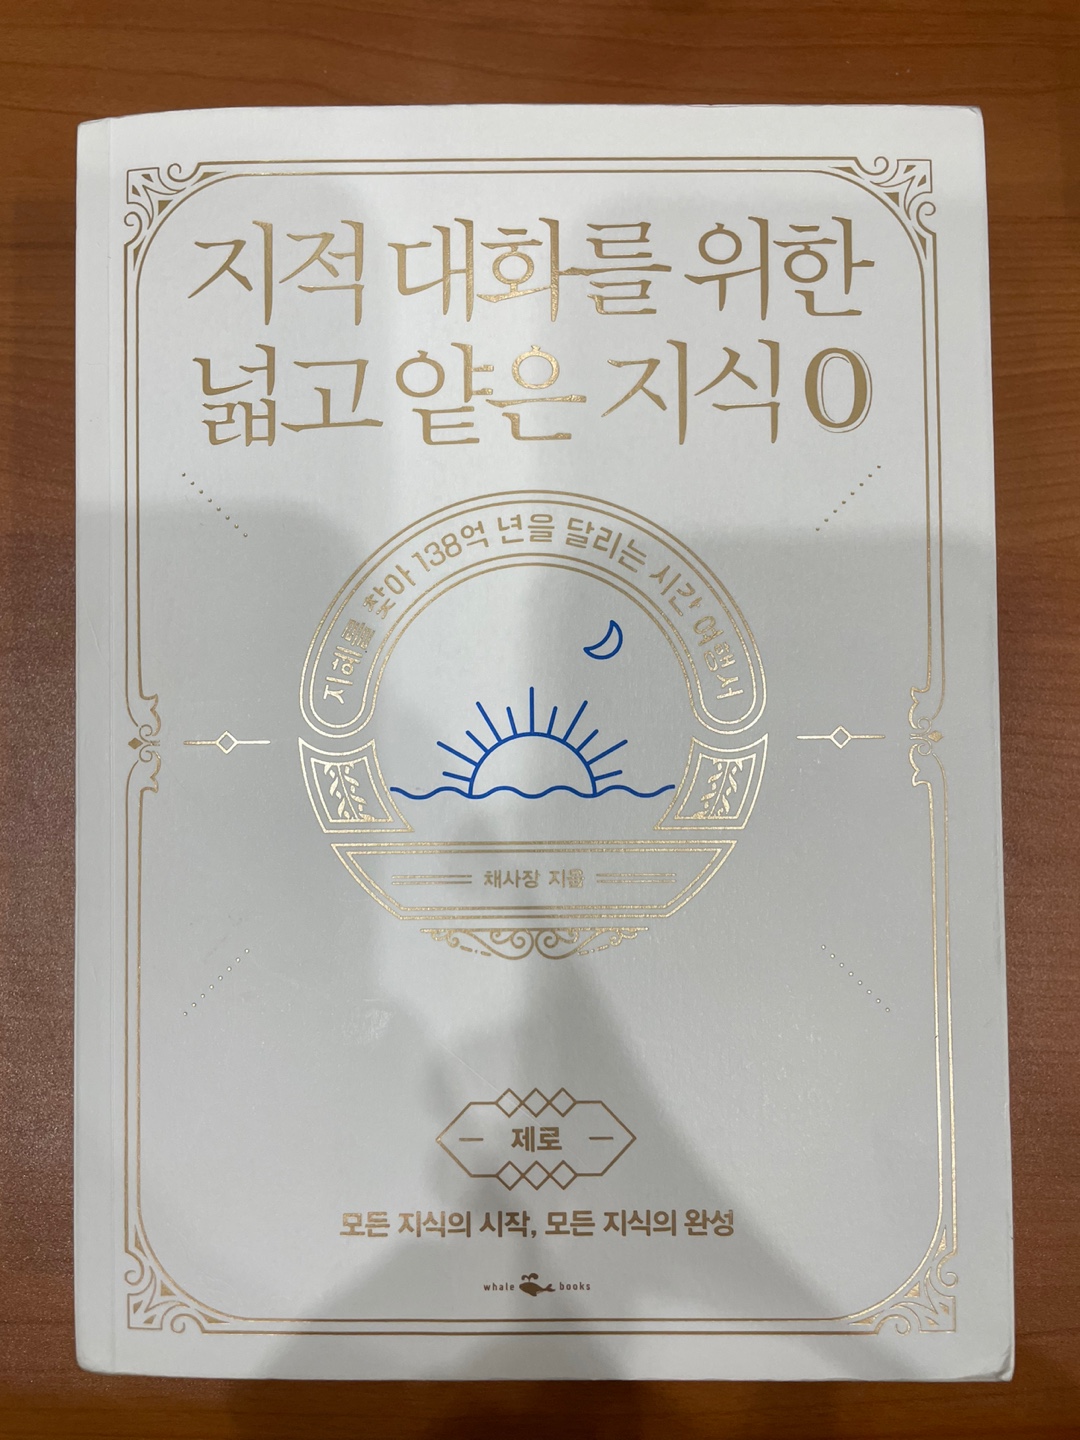 지적 대화를 위한
넓고 얕은 지식 0
지혜를 찾아 138억 년을 달리는 시간 여행서
채사장 지음
제로
모든 지식의 시작, 모든 지식의 완성
whale books